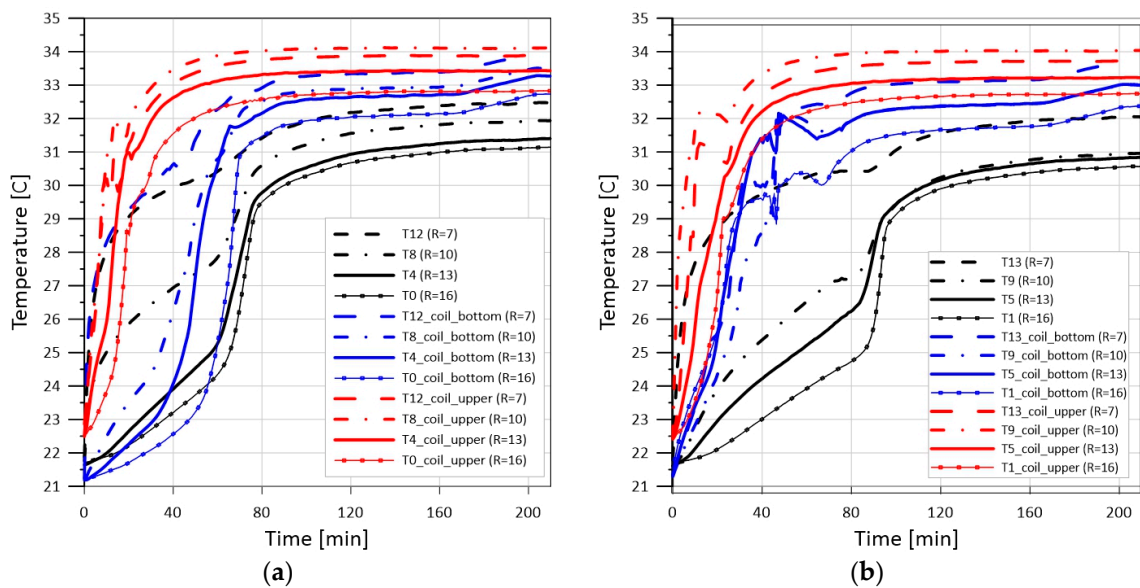 35
34
33
32
31
30
29
28
27
26
25
24
23
22
21
Temperature [C]
T12 (R=7)
T8 (R=10)
T4 (R=13)
T0 (R=16)
T12_coil_bottom (R=7)
T8_coil_bottom (R=10)
T4_coil_bottom (R=13)
T0_coil_bottom (R=16)
T12_coil_upper (R=7)
T8_coil_upper (R=10)
T4_coil_upper (R=13)
T0_coil_upper (R=16)
0 40 80 120 160 200
Time [min]
(a)
35
34
33
32
31
30
29
28
27
26
25
24
23
22
21
Temperature [C]
T13 (R=7)
T9 (R=10)
T5 (R=13)
T1 (R=16)
T13_coil_bottom (R=7)
T9_coil_bottom (R=10)
T5_coil_bottom (R=13)
T1_coil_bottom (R=16)
T13_coil_upper (R=7)
T9_coil_upper (R=10)
T5_coil_upper (R=13)
T1_coil_upper (R=16)
0 40 80 120 160 200
Time [min]
(b)